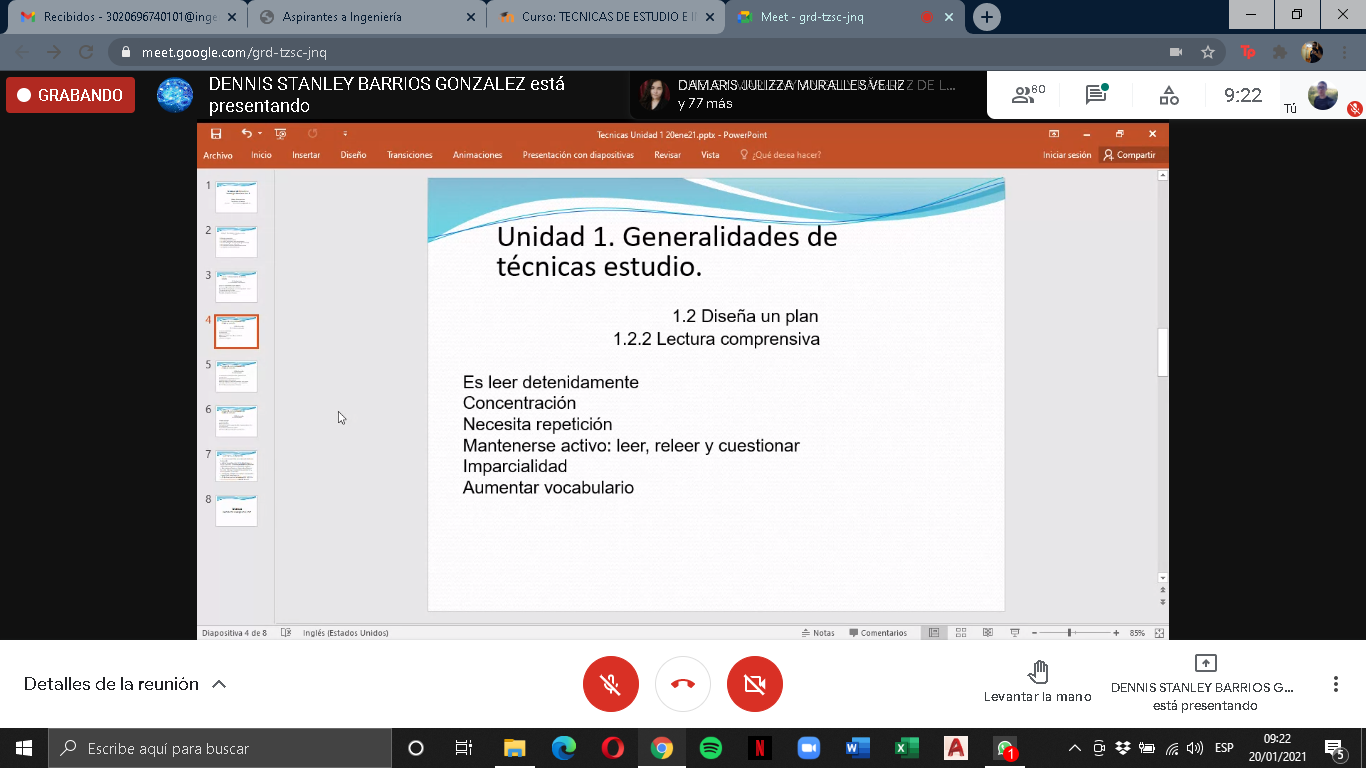 Recibidos - 3020696740101@inge
Aspirantes a Ingeniería
Curso: TECNICAS DE ESTUDIO E II
Meet - grd-tzsc-jnq
meet.google.com/grd-tzsc-jnq
GRABANDO
DENNIS STANLEY BARRIOS GONZALEZ está
presentando
DAMARIS JULIZZA MURALLES VÉLIZ
y 77 más
80
9:22
Tú
Tecnicas Unidad 1 20ene21.pptx - PowerPoint
Archivo
Inicio
Insertar
Diseño
Transiciones
Animaciones
Presentación con diapositivas
Revisar
Vista
¿Qué desea hacer?
Iniciar sesión
Compartir
1
2
3
4
5
6
7
8
Unidad 1. Generalidades de
técnicas estudio.
1.2 Diseña un plan
1.2.2 Lectura comprensiva
Es leer detenidamente
Concentración
Necesita repetición
Mantenerse activo: leer, releer y cuestionar
Imparcialidad
Aumentar vocabulario
Diapositiva 4 de 8
Inglés (Estados Unidos)
Notas
Comentarios
85%
Detalles de la reunión
Levantar la mano
DENNIS STANLEY BARRIOS G...
está presentando
Escribe aquí para buscar
1
ESP
09:22
20/01/2021
5